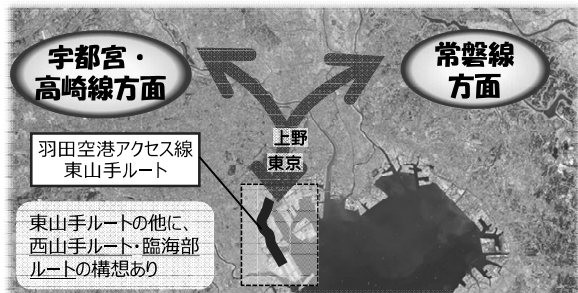 宇都宮・
高崎線方面
常磐線
方面
上野
東京
羽田空港アクセス線
東山手ルート
東山手ルートの他に、
西山手ルート・臨海部
ルートの構想あり